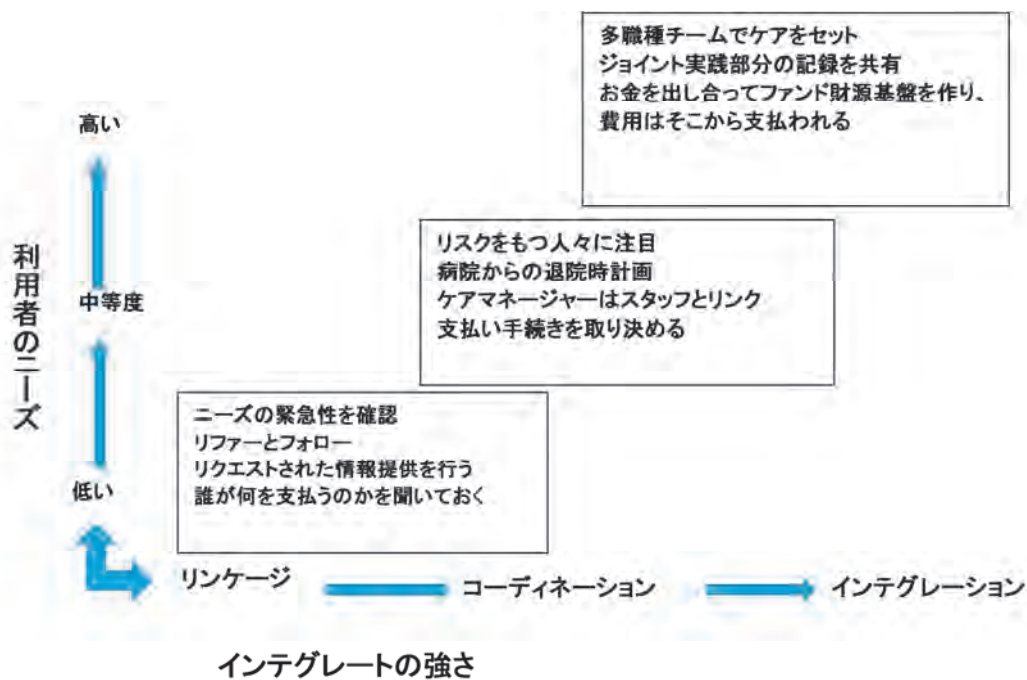 多職種チームでケアをセット
ジョイント実践部分の記録を共有
お金を出し合ってファンド財源基盤を作り、
費用はそこから支払われる
高い
リスクをもつ人々に注目
病院からの退院時計画
ケアマネージャーはスタッフとリンク
支払い手続きを取り決める
利用者のニーズ
中等度
ニーズの緊急性を確認
リファーとフォロー
リクエストされた情報提供を行う
誰が何を支払うのかを聞いておく
低い
リンケージ
コーディネーション
インテグレーション
インテグレートの強さ